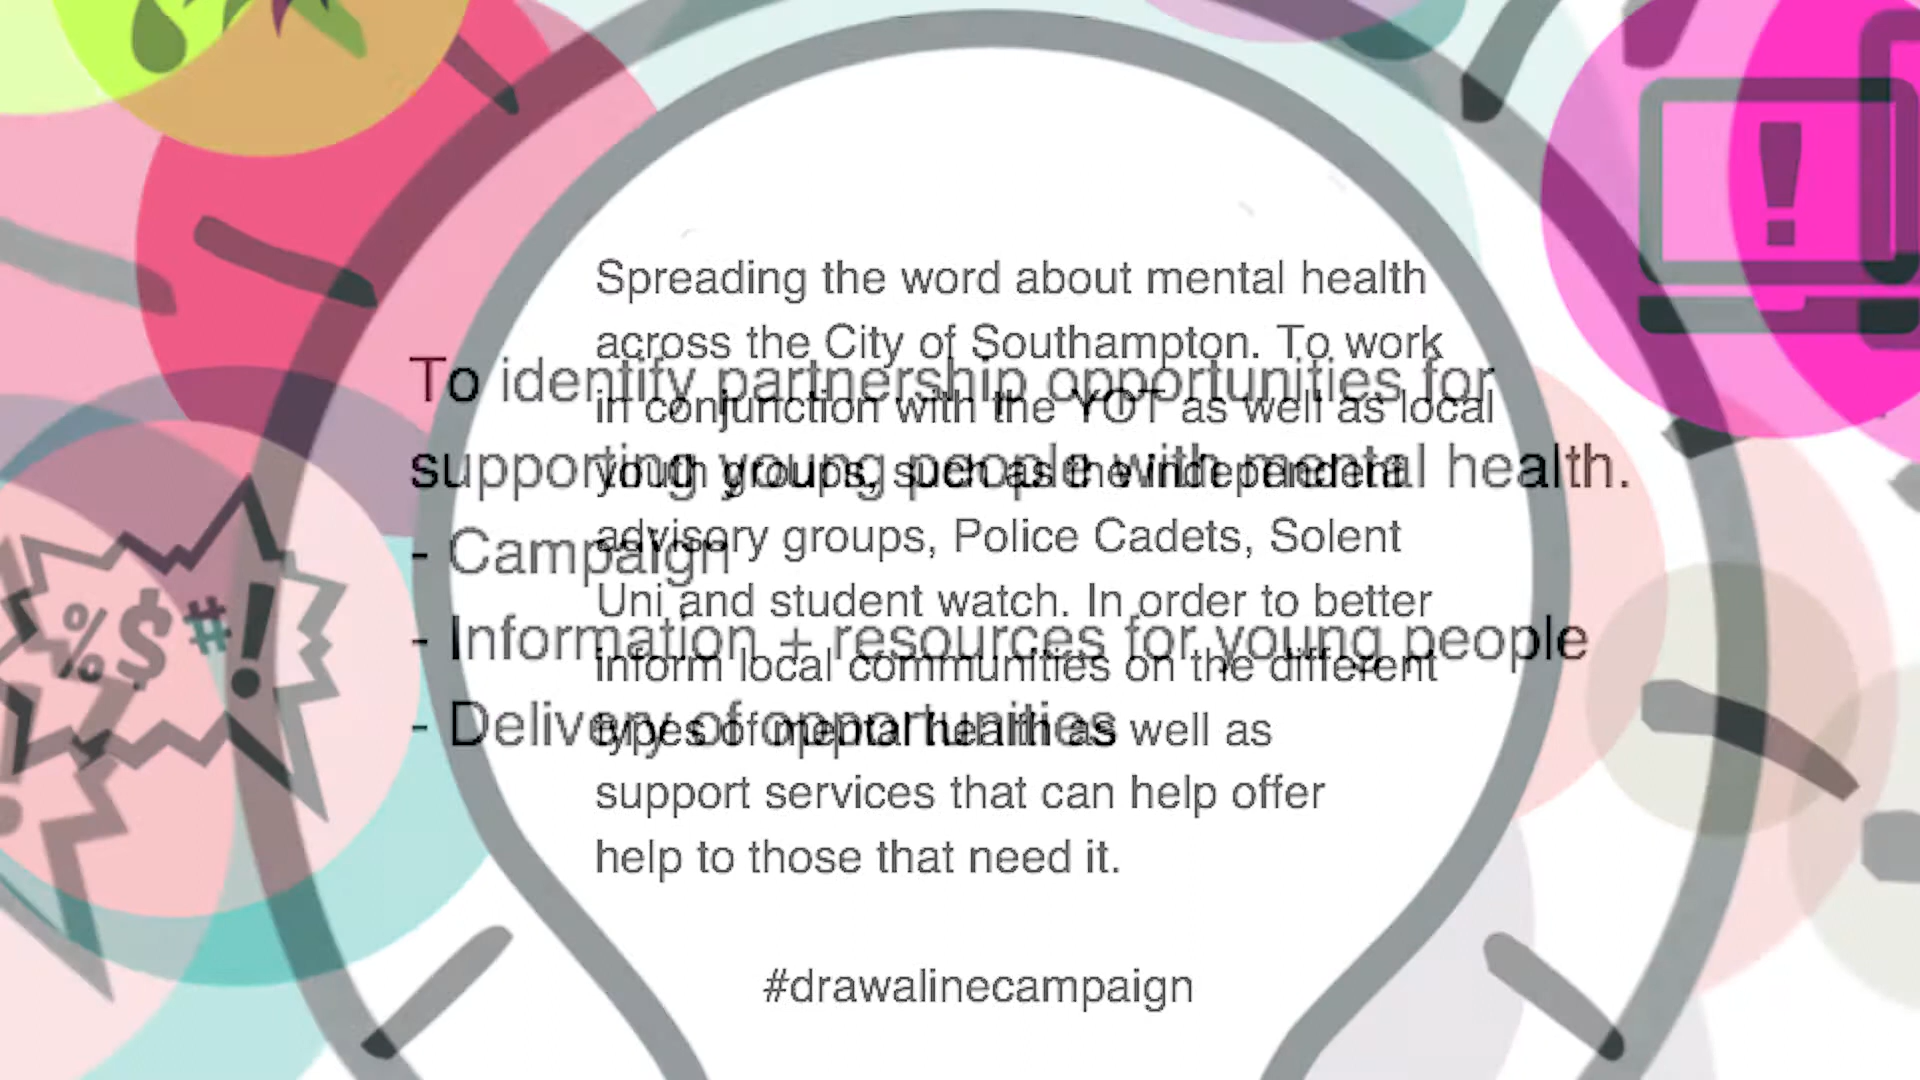 Spreading the word about mental health
across the City of Southampton. To work
in conjunction with the YOT as well as local
youth groups, such as the independent
advisory groups, Police Cadets, Solent
Uni and student watch. In order to better
inform local communities on the different
types of mental health as well as
support services that can help offer
help to those that need it.
#drawalinecampaign
To identify partnership opportunities for
supporting young people with mental health.
- Campaign
- Information + resources for young people
- Delivery of opportunities
%$#!
!